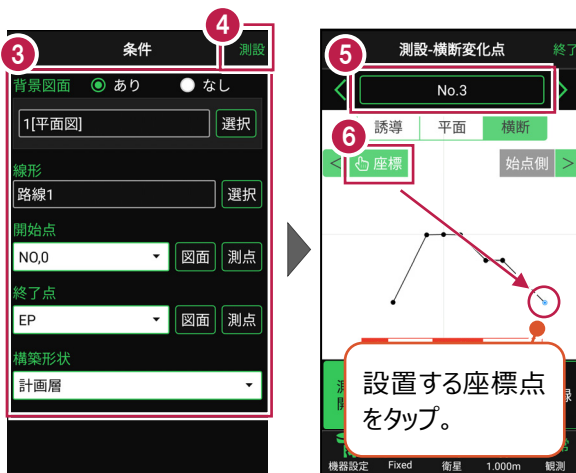 3
条件
4
測設
背景図面 あり なし
1[平面図] 選択
線形
路線1 選択
開始点
NO,0 図面 測点
終了点
EP 図面 測点
構築形状
計画層
5
測設-横断変化点 終了
No.3
6
誘導 平面 横断
< 座標 始点側 >
設置する座標点
をタップ。
機器設定 Fixed 衛星 1.000m 観測